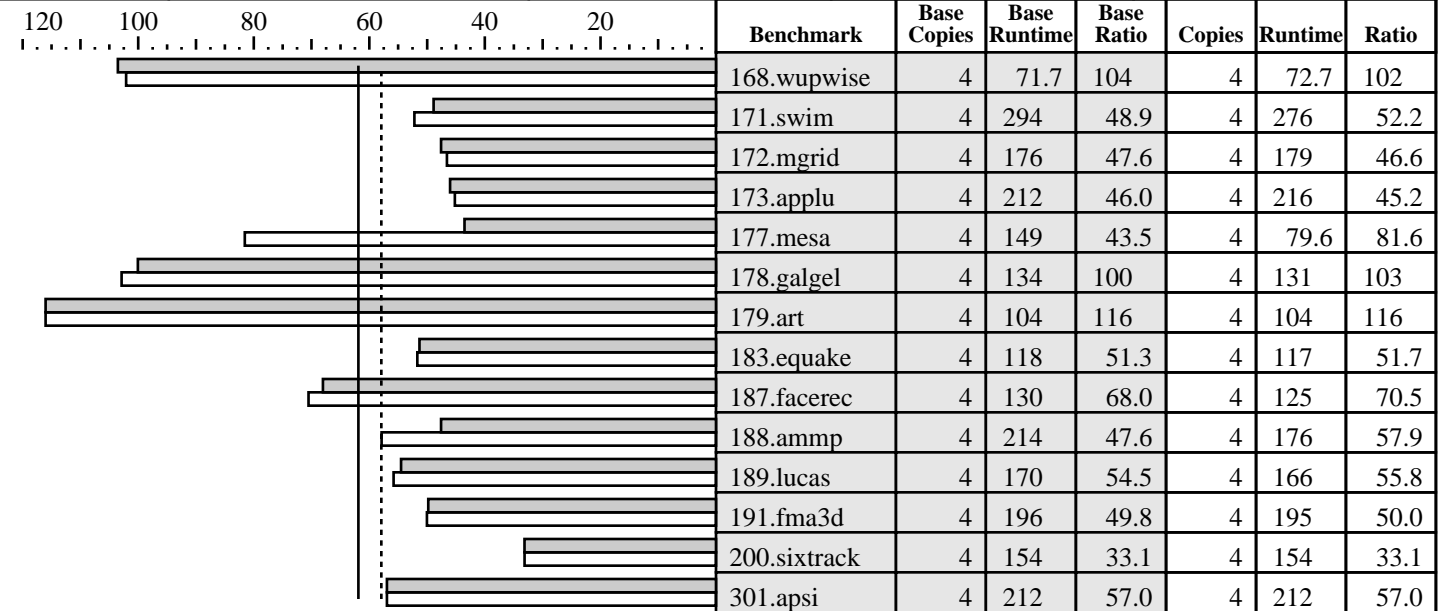 120 100 80 60 40 20
Benchmark Base Copies Base Runtime Base Ratio Copies Runtime Ratio
168.wupwise 4 71.7 104 4 72.7 102
171.swim 4 294 48.9 4 276 52.2
172.mgrid 4 176 47.6 4 179 46.6
173.applu 4 212 46.0 4 216 45.2
177.mesa 4 149 43.5 4 79.6 81.6
178.galgel 4 134 100 4 131 103
179.art 4 104 116 4 104 116
183.equake 4 118 51.3 4 117 51.7
187.facerec 4 130 68.0 4 125 70.5
188.ammp 4 214 47.6 4 176 57.9
189.lucas 4 170 54.5 4 166 55.8
191.fma3d 4 196 49.8 4 195 50.0
200.sixtrack 4 154 33.1 4 154 33.1
301.apsi 4 212 57.0 4 212 57.0